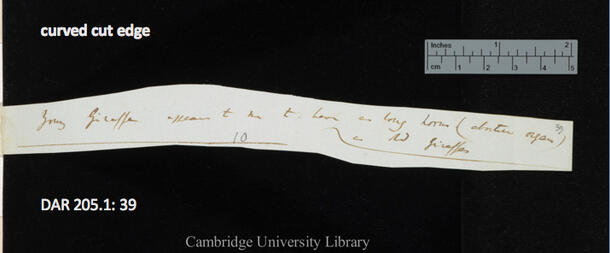 curved cut edge
Inches 1 2
cm 1 2 3 4 5
Young Giraffe appears to me to have as long horns (abortive organ) 39
10 as old Giraffes
DAR 205.1: 39
Cambridge University Library